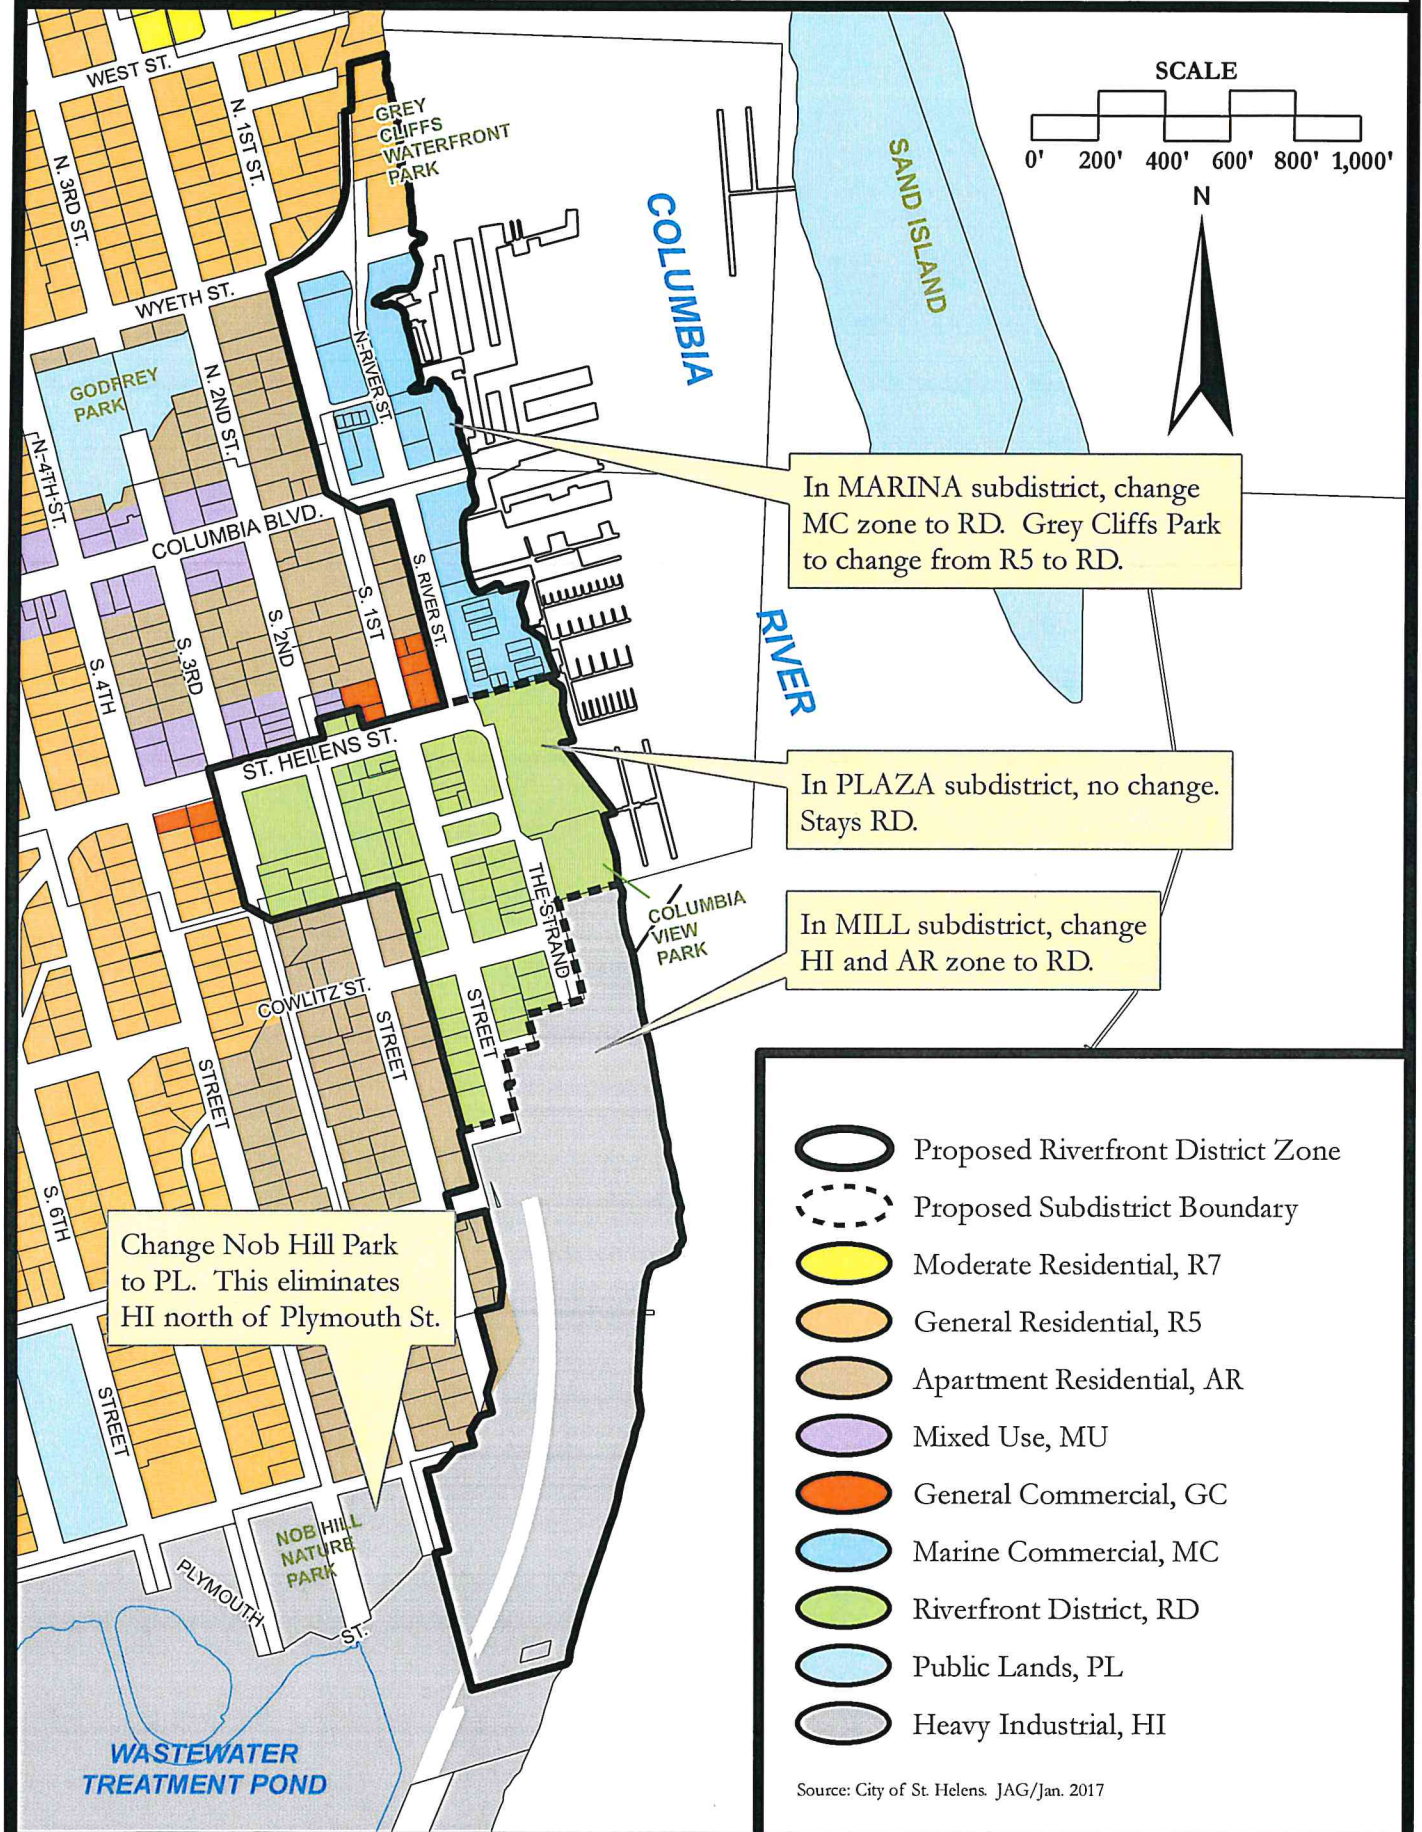 WEST ST.
N. 1ST ST.
N. 3RD ST.
GREY
CLIFFS
WATERFRONT
PARK
SCALE
0' 200' 400' 600' 800' 1,000'
N
SAND ISLAND
COLUMBIA
RIVER
WYETH ST.
N. RIVER ST.
GODFREY
PARK
N. 2ND ST.
N. 4TH ST.
COLUMBIA BLVD.
In MARINA subdistrict, change
MC zone to RD. Grey Cliffs Park
to change from R5 to RD.
S. RIVER ST.
S. 1ST
S. 2ND
S. 3RD
S. 4TH
ST. HELENS ST.
In PLAZA subdistrict, no change.
Stays RD.
THE STRAND
COLUMBIA
VIEW
PARK
In MILL subdistrict, change
HI and AR zone to RD.
COWLITZ ST.
STREET
STREET
STREET
S. 6TH
Change Nob Hill Park
to PL. This eliminates
HI north of Plymouth St.
STREET
NOB HILL
NATURE
PARK
PLYMOUTH
ST.
WASTEWATER
TREATMENT POND
Proposed Riverfront District Zone
Proposed Subdistrict Boundary
Moderate Residential, R7
General Residential, R5
Apartment Residential, AR
Mixed Use, MU
General Commercial, GC
Marine Commercial, MC
Riverfront District, RD
Public Lands, PL
Heavy Industrial, HI
Source: City of St. Helens. JAG/Jan. 2017